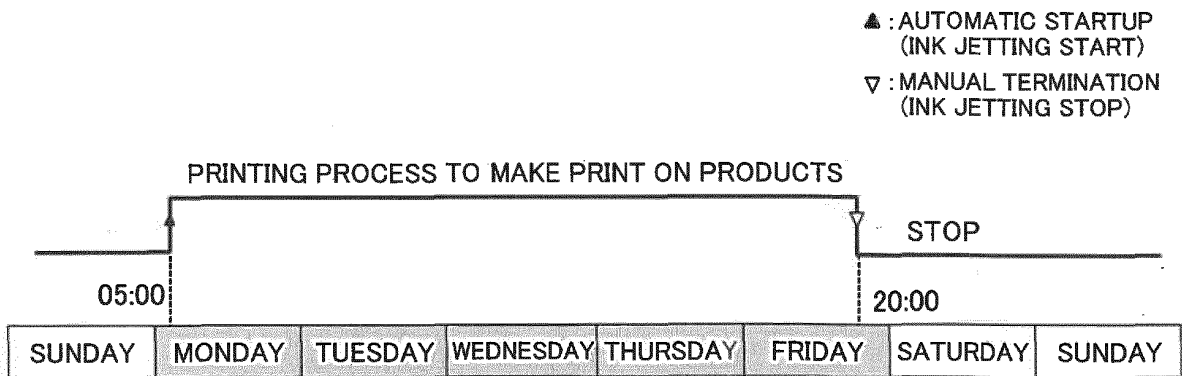 ▲ : AUTOMATIC STARTUP
(INK JETTING START)
▽ : MANUAL TERMINATION
(INK JETTING STOP)
PRINTING PROCESS TO MAKE PRINT ON PRODUCTS
STOP
05:00
20:00
SUNDAY MONDAY TUESDAY WEDNESDAY THURSDAY FRIDAY SATURDAY SUNDAY